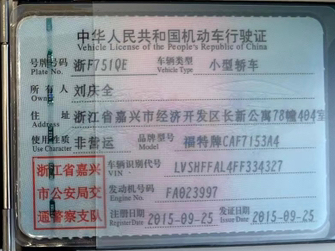 中华人民共和国机动车行驶证
Vehicle License of the People's Republic of China
号牌号码 浙F751QE 车辆类型 小型轿车
Plate No. Vehicle Type
所有人 刘庆全
Owner
住址 浙江省嘉兴市经济开发区长新公寓78幢404室
使用性质 非营运 品牌型号 福特牌CAF7153A4
浙江省嘉兴
市公安局交
通警察支队
车辆识别代号 LVSHFFAL4FF334327
VIN
发动机号码 FA023997
Engine No.
注册日期 2015-09-25 发证日期 2015-09-25
Register Date Issue Date